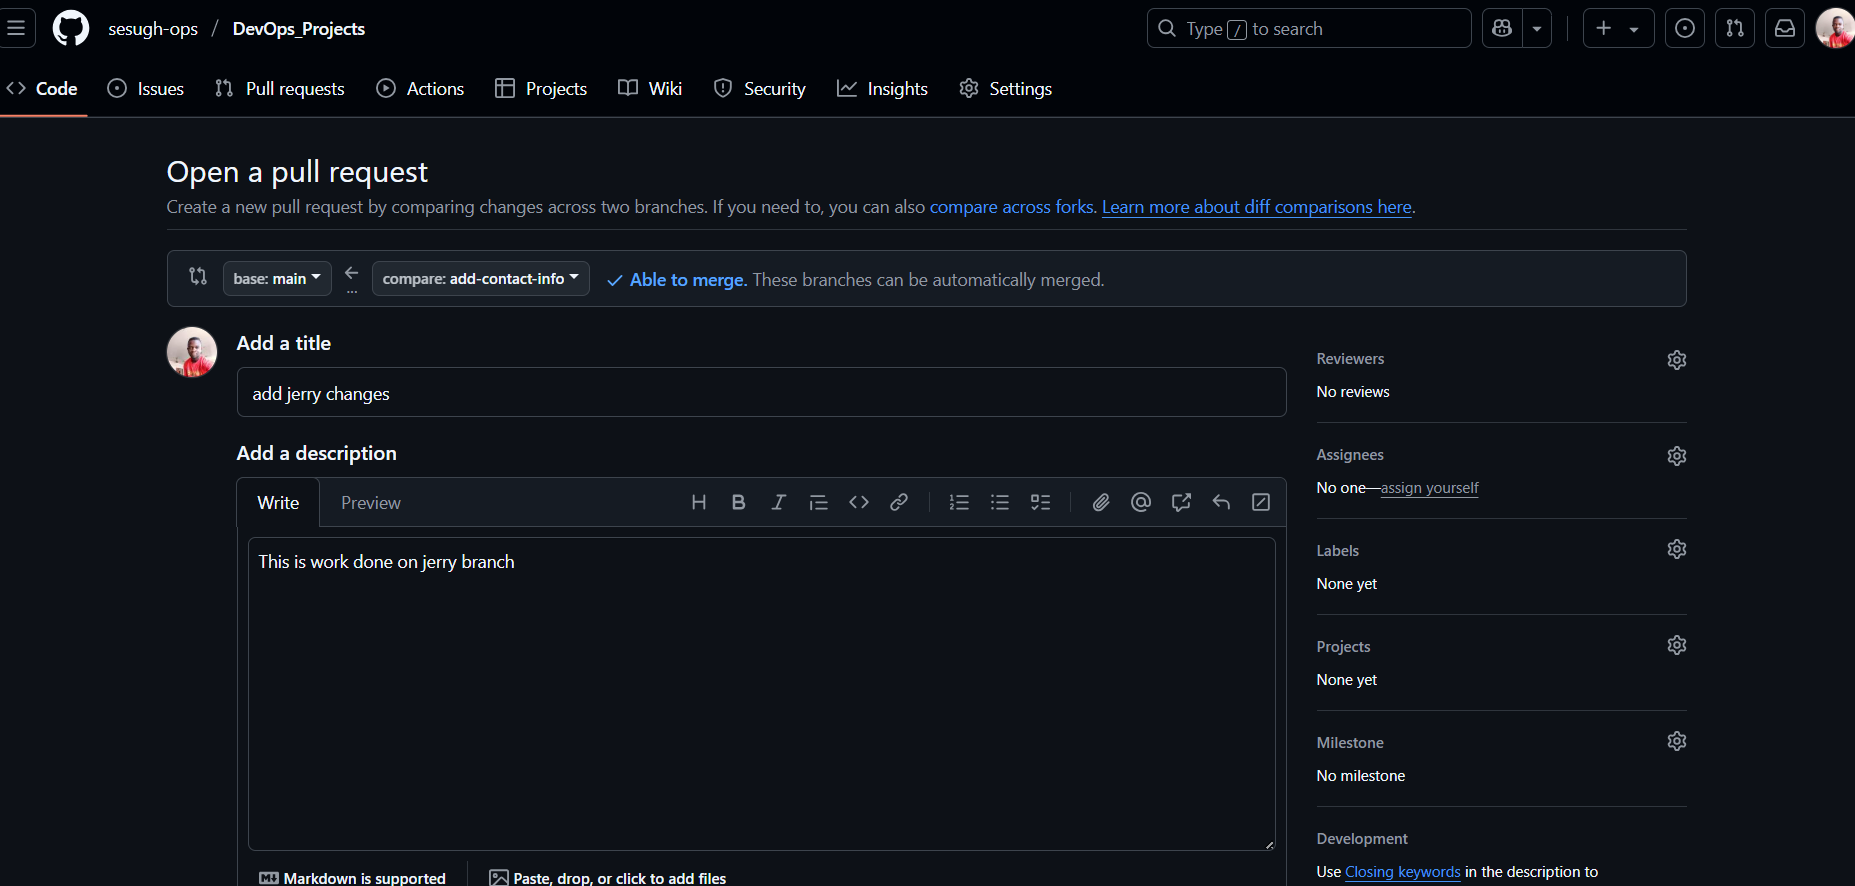 sesugh-ops / DevOps_Projects
Type / to search
Code Issues Pull requests Actions Projects Wiki Security Insights Settings
Open a pull request
Create a new pull request by comparing changes across two branches. If you need to, you can also compare across forks. Learn more about diff comparisons here.
base: main ... compare: add-contact-info Able to merge. These branches can be automatically merged.
Add a title
add jerry changes
Add a description
Write Preview
This is work done on jerry branch
Markdown is supported
Paste, drop, or click to add files
Reviewers
No reviews
Assignees
No one—assign yourself
Labels
None yet
Projects
None yet
Milestone
No milestone
Development
Use Closing keywords in the description to